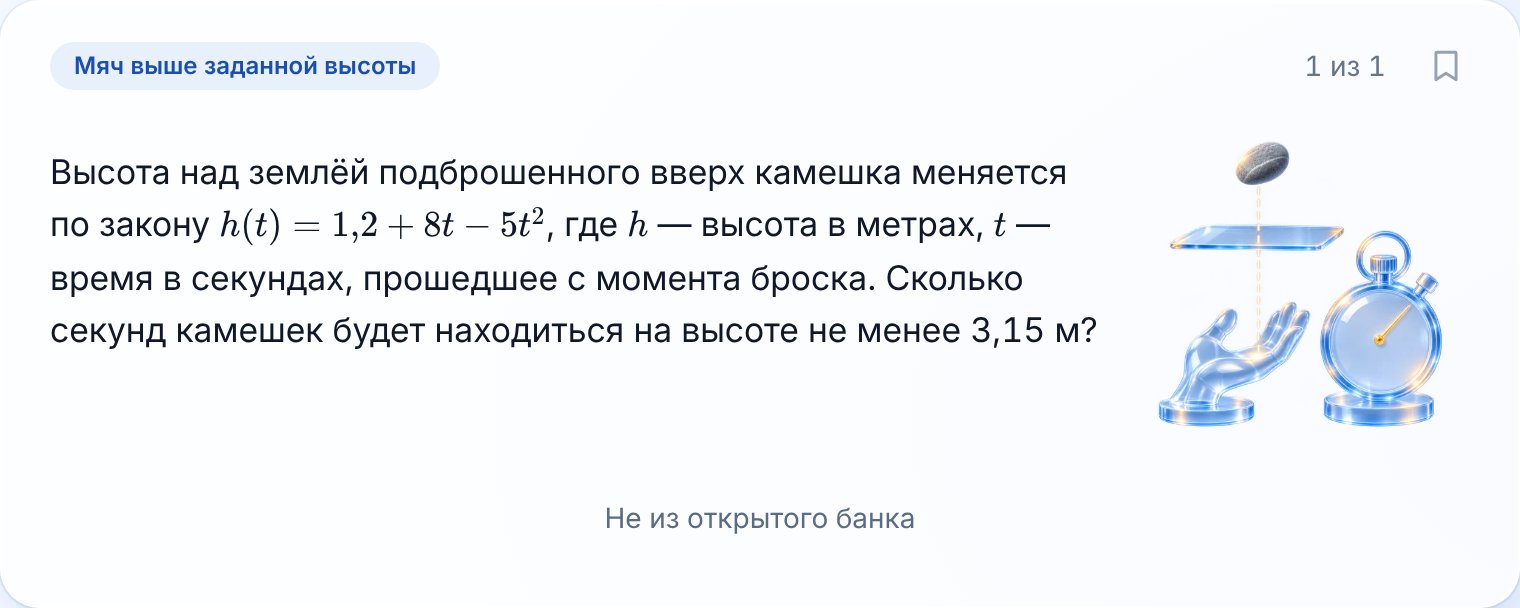 Мяч выше заданной высоты
1 из 1
Высота над землёй подброшенного вверх камешка меняется
по закону h(t) = 1,2 + 8t − 5t², где h — высота в метрах, t —
время в секундах, прошедшее с момента броска. Сколько
секунд камешек будет находиться на высоте не менее 3,15 м?
Не из открытого банка